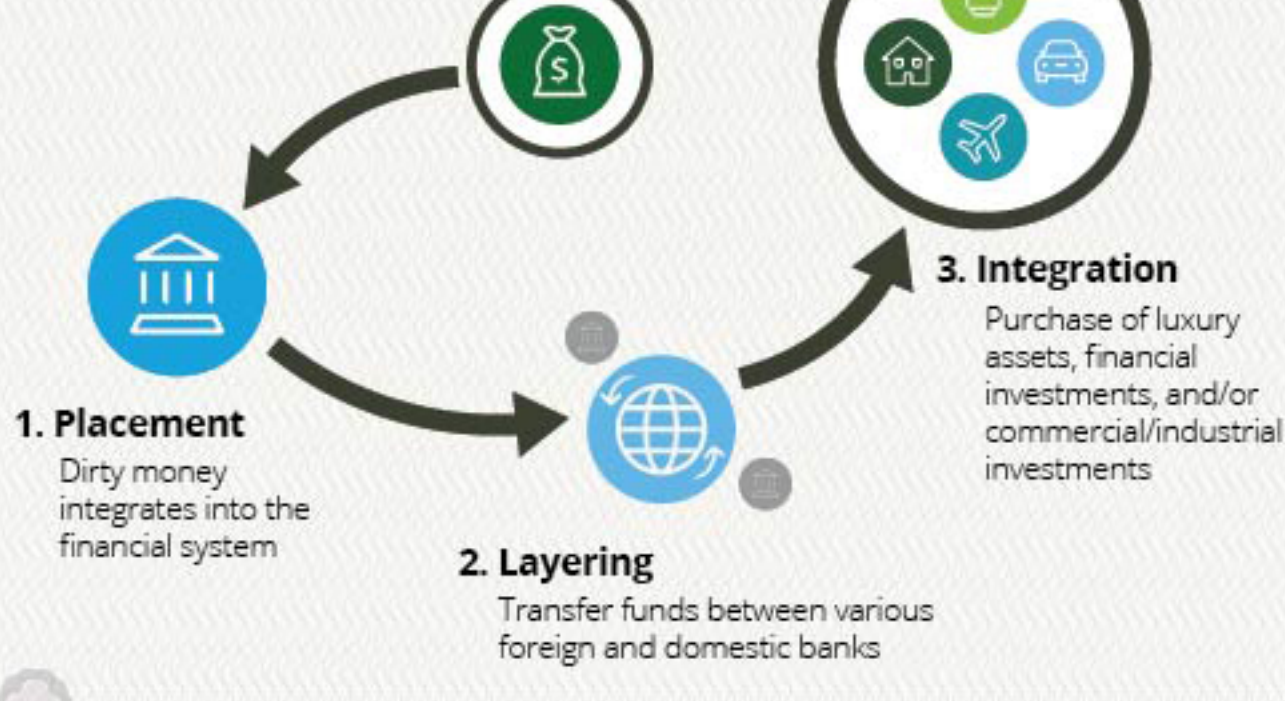 1. Placement
Dirty money
integrates into the
financial system
2. Layering
Transfer funds between various
foreign and domestic banks
3. Integration
Purchase of luxury
assets, financial
investments, and/or
commercial/industrial
investments
$